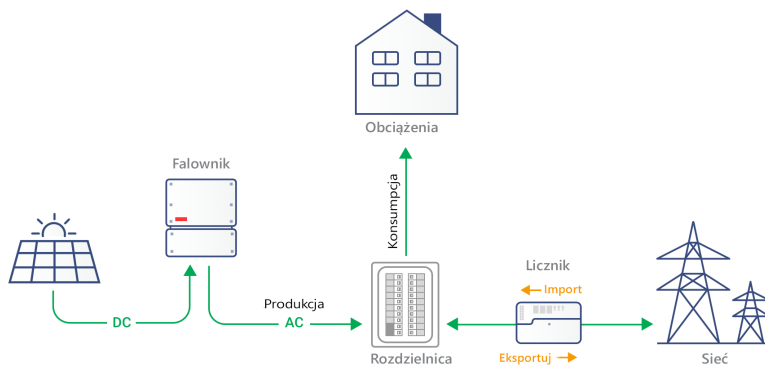 Obciążenia
Falownik
Konsumpcja
Licznik
Import
Produkcja
DC
AC
Eksportuj
Rozdzielnica
Sieć